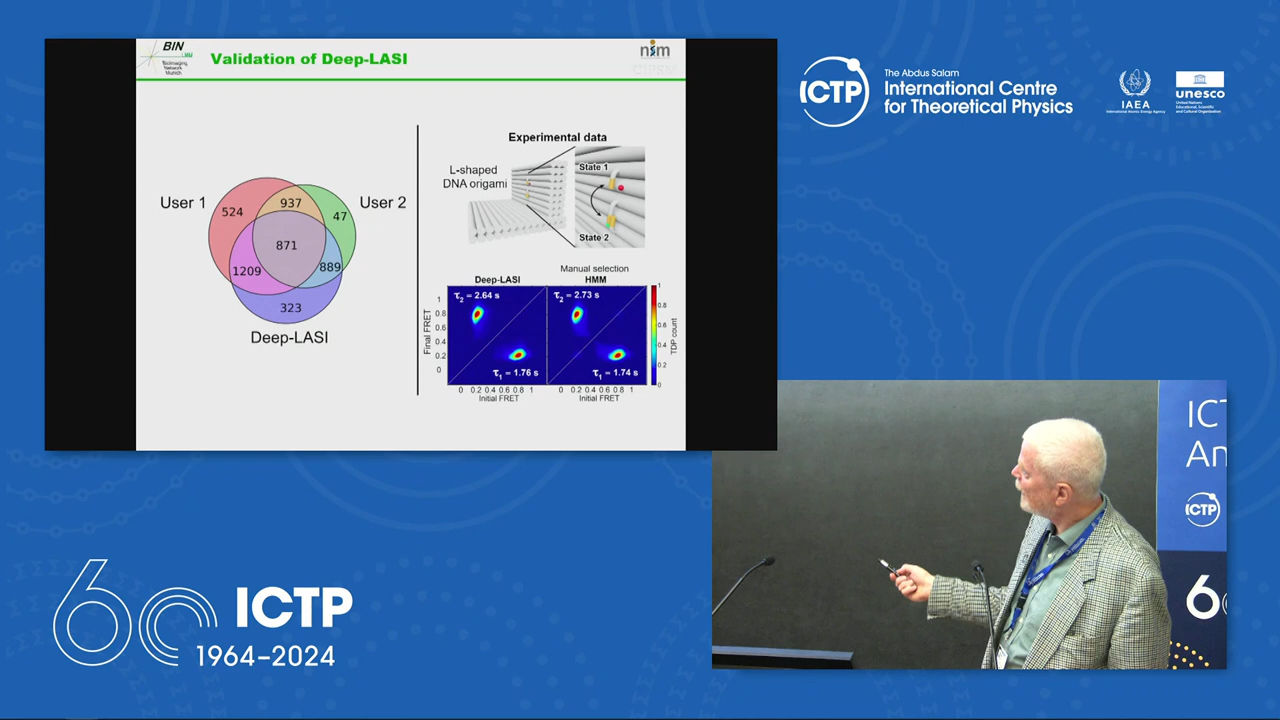 BIN
Bioimaging
Network
Munich
Validation of Deep-LASI
nim
User 1
User 2
524
937
47
871
1209
889
323
Deep-LASI
Experimental data
L-shaped
DNA origami
State 1
State 2
Manual selection
Deep-LASI
HMM
τ2 = 2.64 s
τ1 = 1.76 s
τ2 = 2.73 s
τ1 = 1.74 s
Final FRET
1
0.8
0.6
0.4
0.2
0
0 0.2 0.4 0.6 0.8 1
0 0.2 0.4 0.6 0.8 1
Initial FRET
Initial FRET
1
0.8
0.6
0.4
0.2
0
TDP count
ICTP
The Abdus Salam
International Centre
for Theoretical Physics
IAEA
International Atomic Energy Agency
unesco
United Nations
Educational, Scientific
and Cultural Organization
60 ICTP
1964–2024
IC
An
ICTP
6